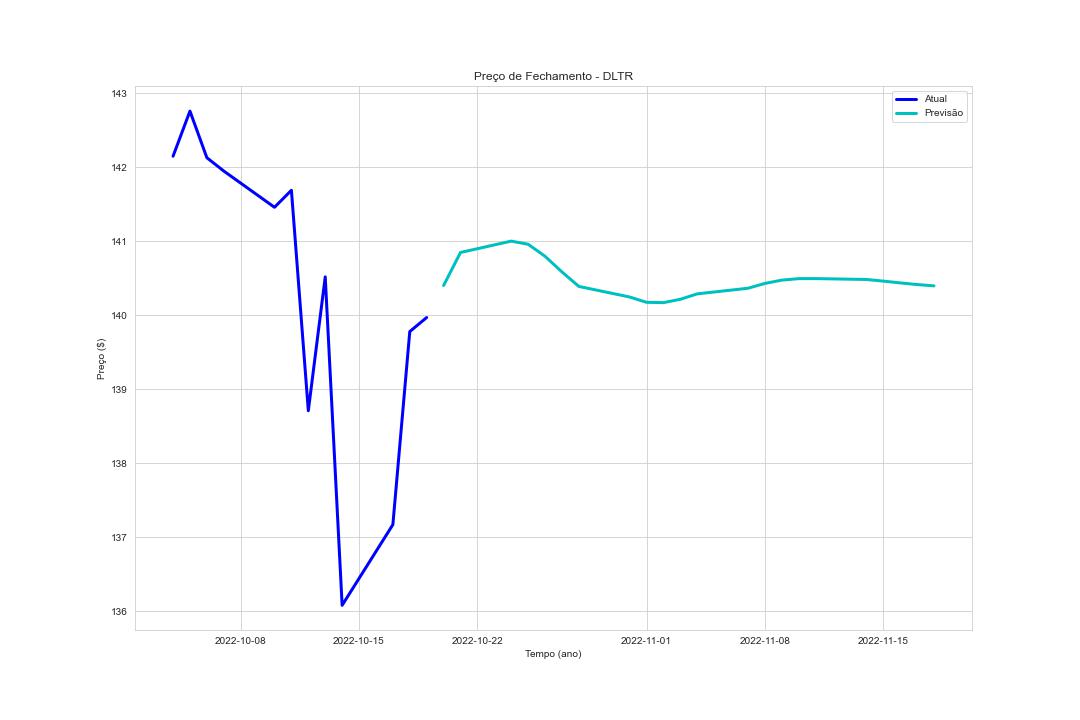 Preço de Fechamento - DLTR
Atual
Previsão
143
142
141
140
139
138
137
136
Preço ($)
2022-10-08
2022-10-15
2022-10-22
2022-11-01
2022-11-08
2022-11-15
Tempo (ano)